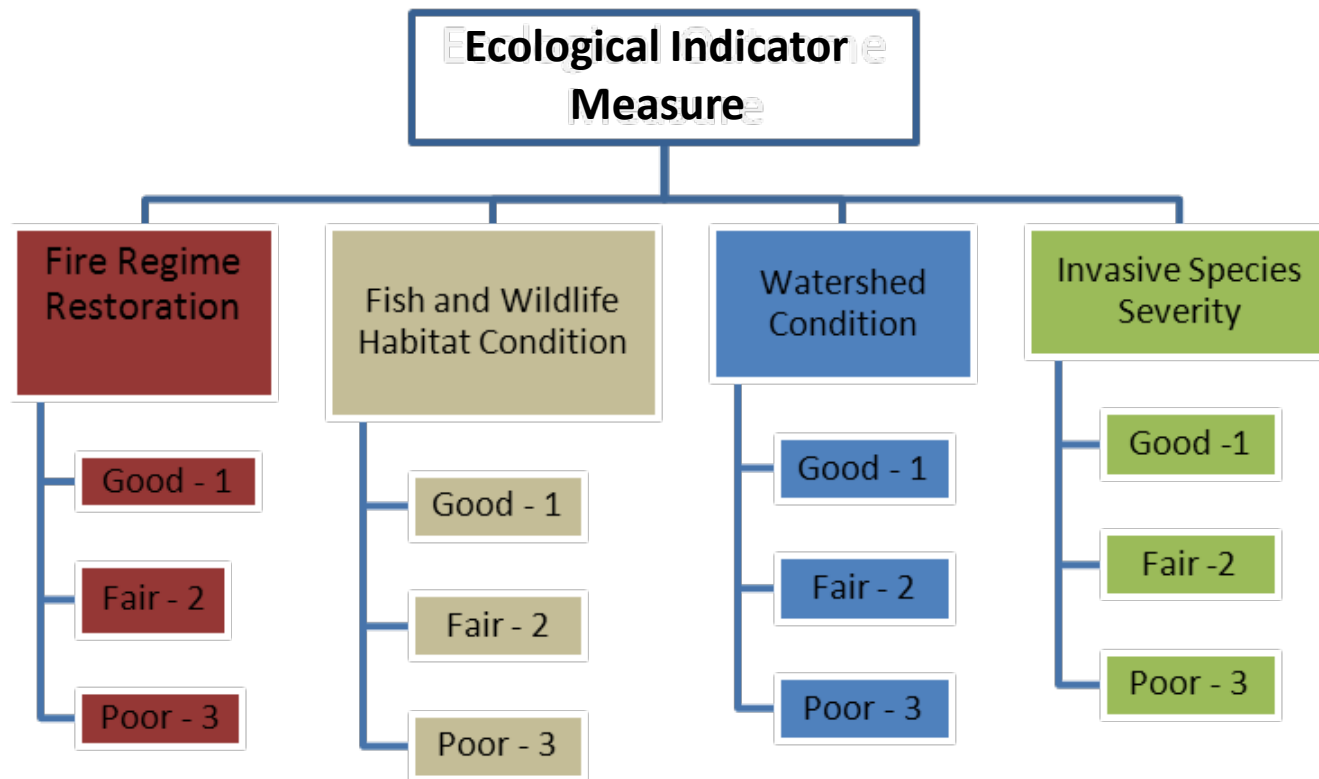 Ecological Indicator
Measure
Fire Regime
Restoration
Good - 1
Fair - 2
Poor - 3
Fish and Wildlife
Habitat Condition
Good - 1
Fair - 2
Poor - 3
Watershed
Condition
Good - 1
Fair - 2
Poor - 3
Invasive Species
Severity
Good -1
Fair -2
Poor - 3